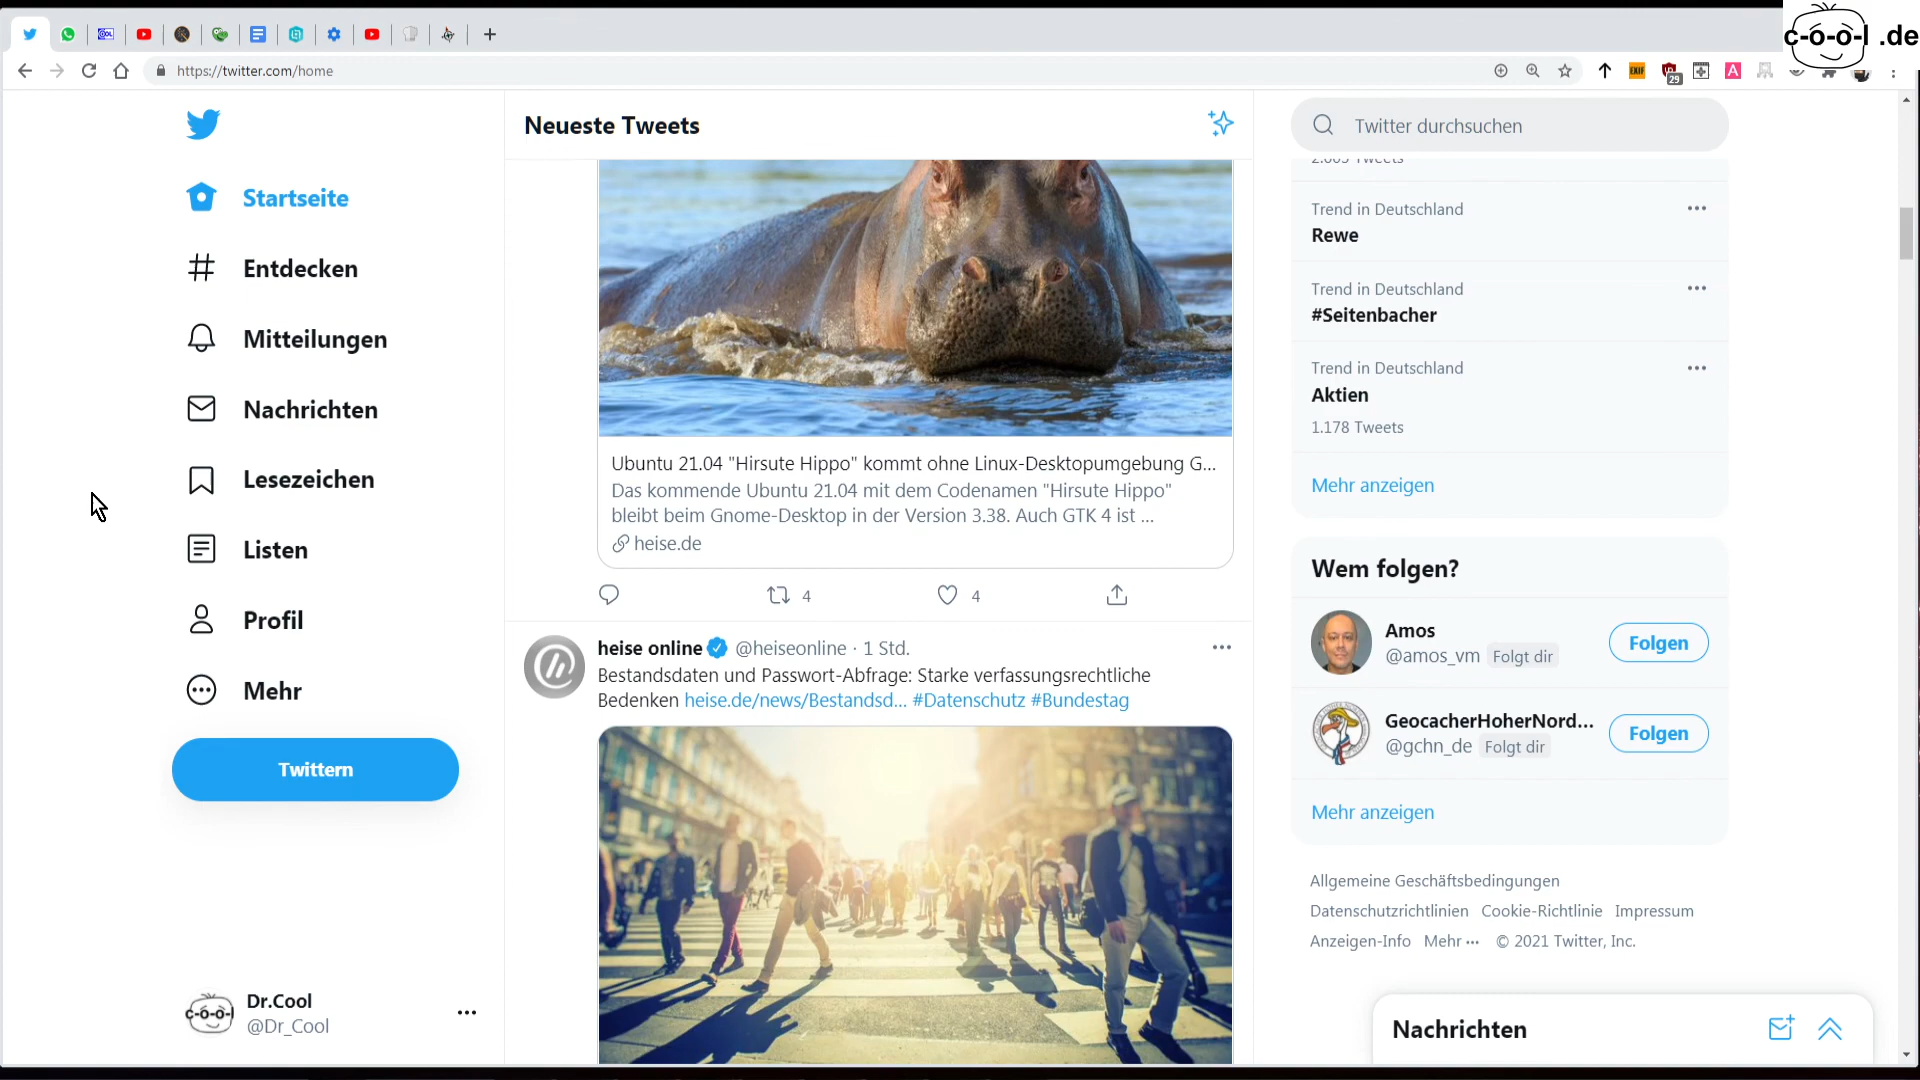 c-o-o-l .de
https://twitter.com/home
EXIF
29
A
Neueste Tweets
Twitter durchsuchen
Startseite
Entdecken
Mitteilungen
Nachrichten
Lesezeichen
Listen
Profil
Mehr
Twittern
Dr.Cool
@Dr_Cool
c-o-o-l
Ubuntu 21.04 "Hirsute Hippo" kommt ohne Linux-Desktopumgebung G...
Das kommende Ubuntu 21.04 mit dem Codenamen "Hirsute Hippo"
bleibt beim Gnome-Desktop in der Version 3.38. Auch GTK 4 ist ...
heise.de
4
4
heise online @heiseonline · 1 Std.
Bestandsdaten und Passwort-Abfrage: Starke verfassungsrechtliche
Bedenken heise.de/news/Bestandsd... #Datenschutz #Bundestag
Tweets
Trend in Deutschland
Rewe
Trend in Deutschland
#Seitenbacher
Trend in Deutschland
Aktien
1.178 Tweets
Mehr anzeigen
Wem folgen?
Amos
@amos_vm Folgt dir
Folgen
GeocacherHoherNord...
@gchn_de Folgt dir
Folgen
Mehr anzeigen
Allgemeine Geschäftsbedingungen
Datenschutzrichtlinien Cookie-Richtlinie Impressum
Anzeigen-Info Mehr ··· © 2021 Twitter, Inc.
Nachrichten